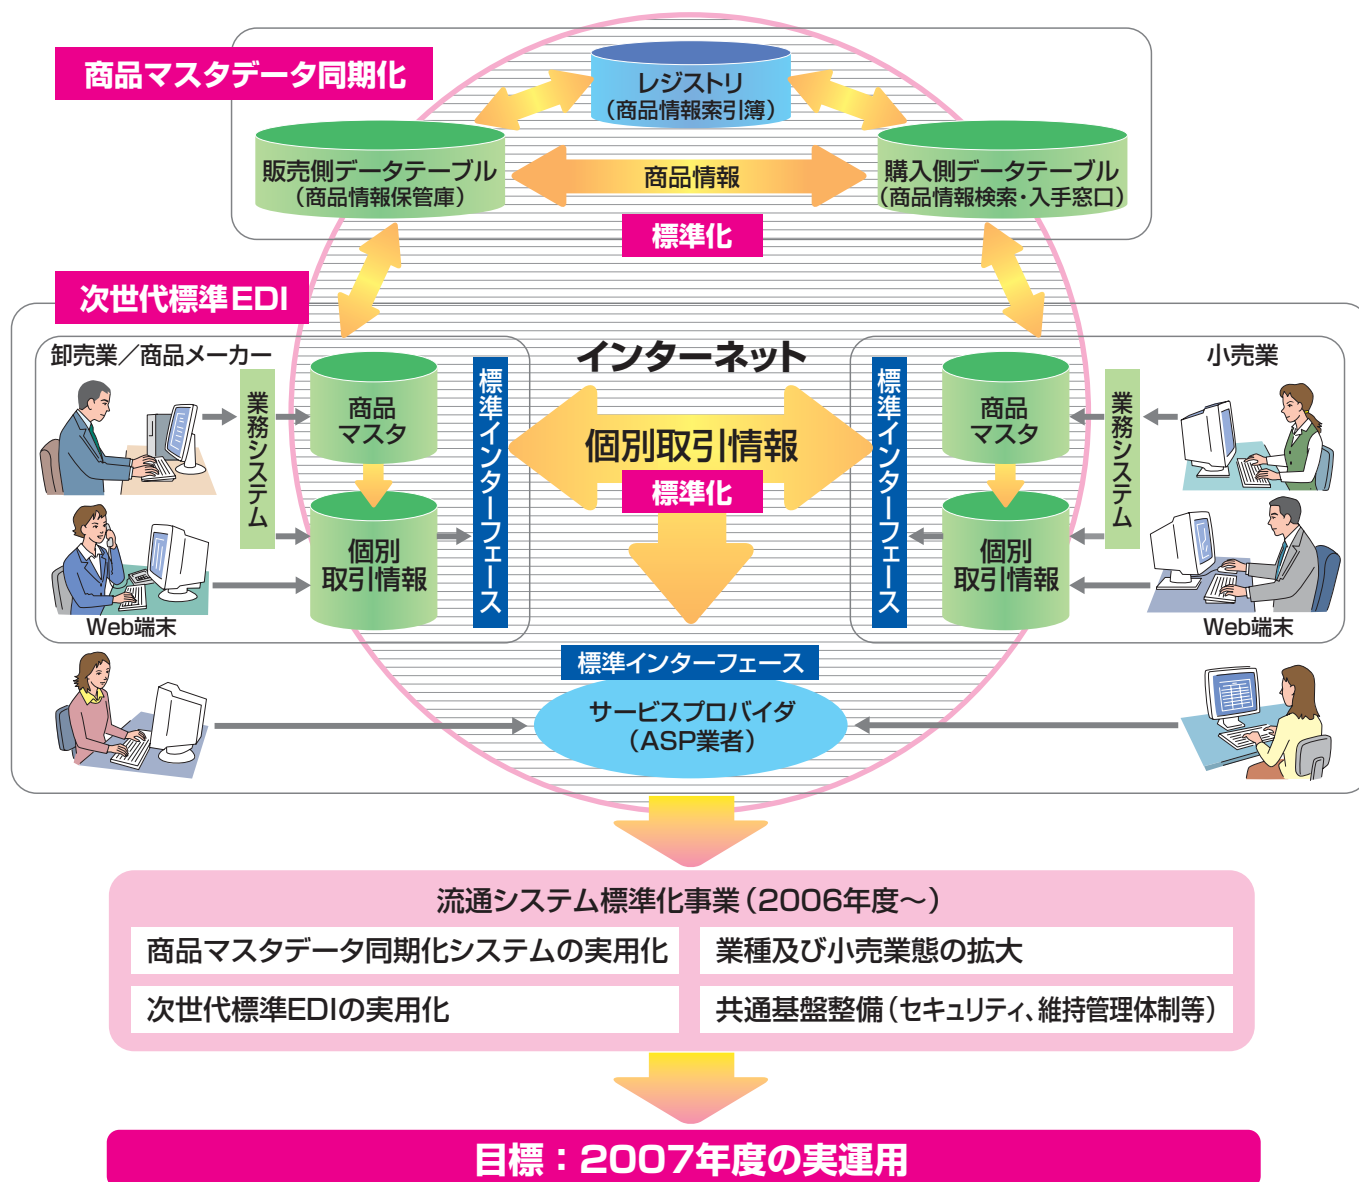 商品マスタデータ同期化
レジストリ
（商品情報索引簿）
販売側データテーブル
（商品情報保管庫）
商品情報
購入側データテーブル
（商品情報検索・入手窓口）
標準化
次世代標準EDI
卸売業／商品メーカー
業務システム
商品
マスタ
個別
取引情報
標準インターフェース
Web端末
インターネット
個別取引情報
標準化
小売業
標準インターフェース
商品
マスタ
個別
取引情報
業務システム
Web端末
標準インターフェース
サービスプロバイダ
（ASP業者）
流通システム標準化事業（2006年度～）
商品マスタデータ同期化システムの実用化
業種及び小売業態の拡大
次世代標準EDIの実用化
共通基盤整備（セキュリティ、維持管理体制等）
目標：2007年度の実運用